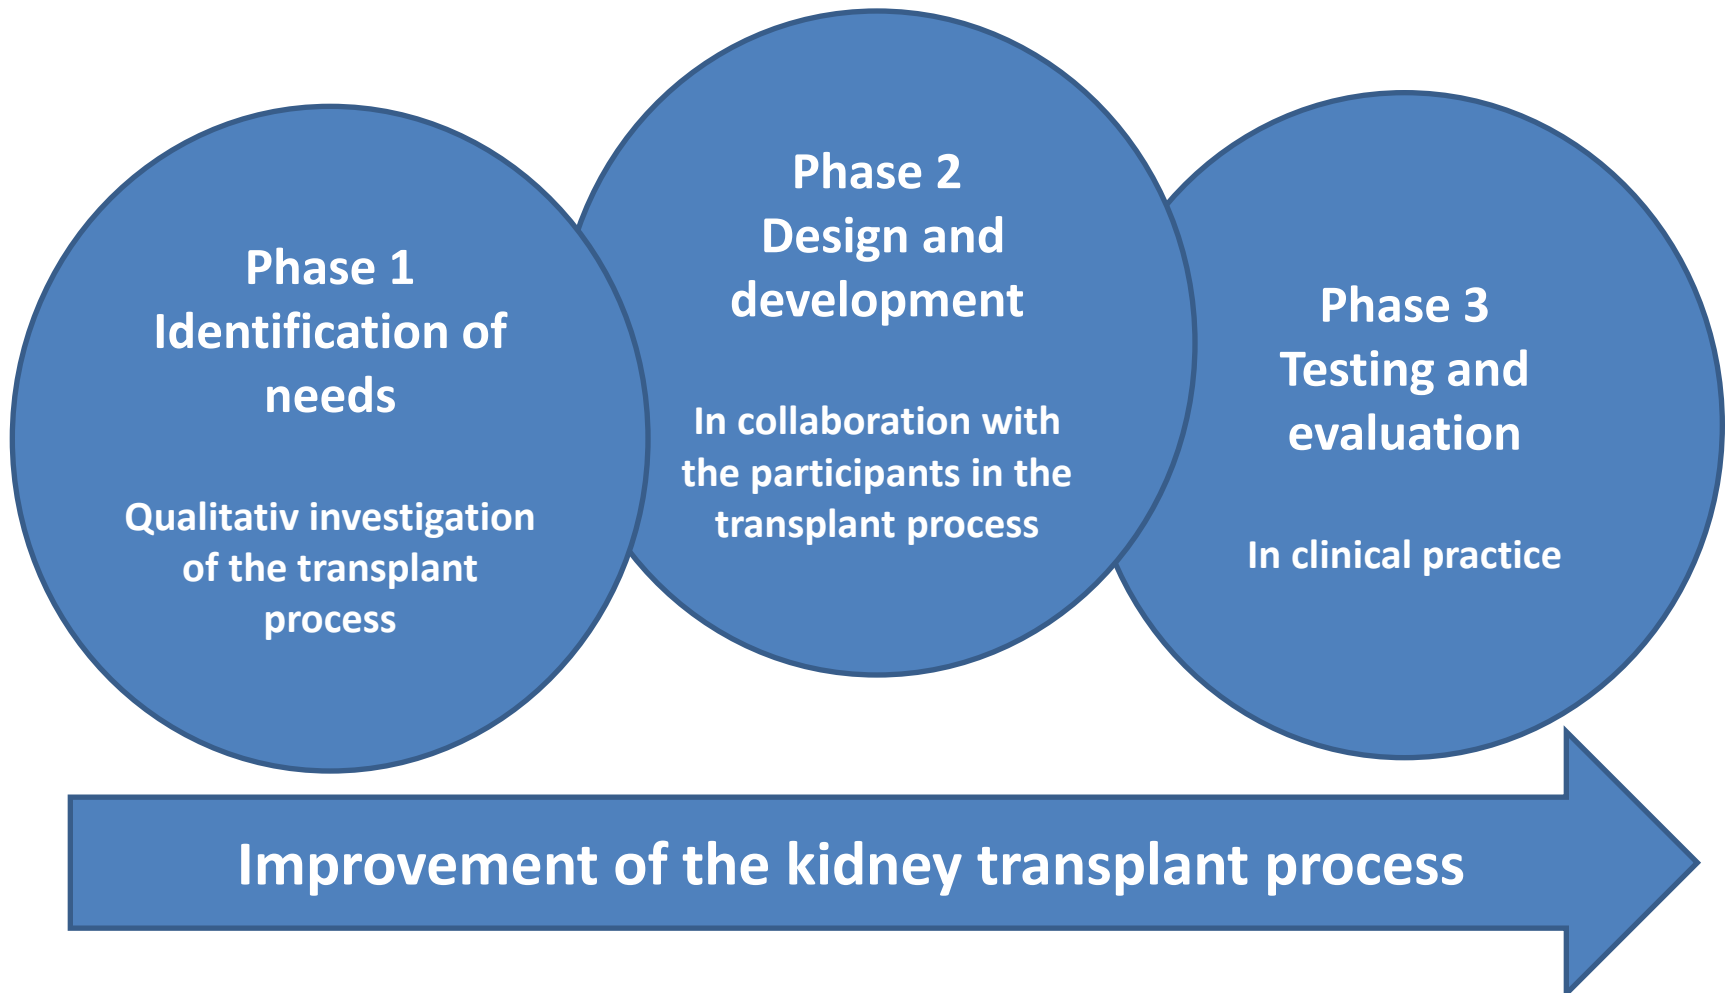 Phase 1
Identification of
needs
Qualitativ investigation
of the transplant
process
Phase 2
Design and
development
In collaboration with
the participants in the
transplant process
Phase 3
Testing and
evaluation
In clinical practice
Improvement of the kidney transplant process